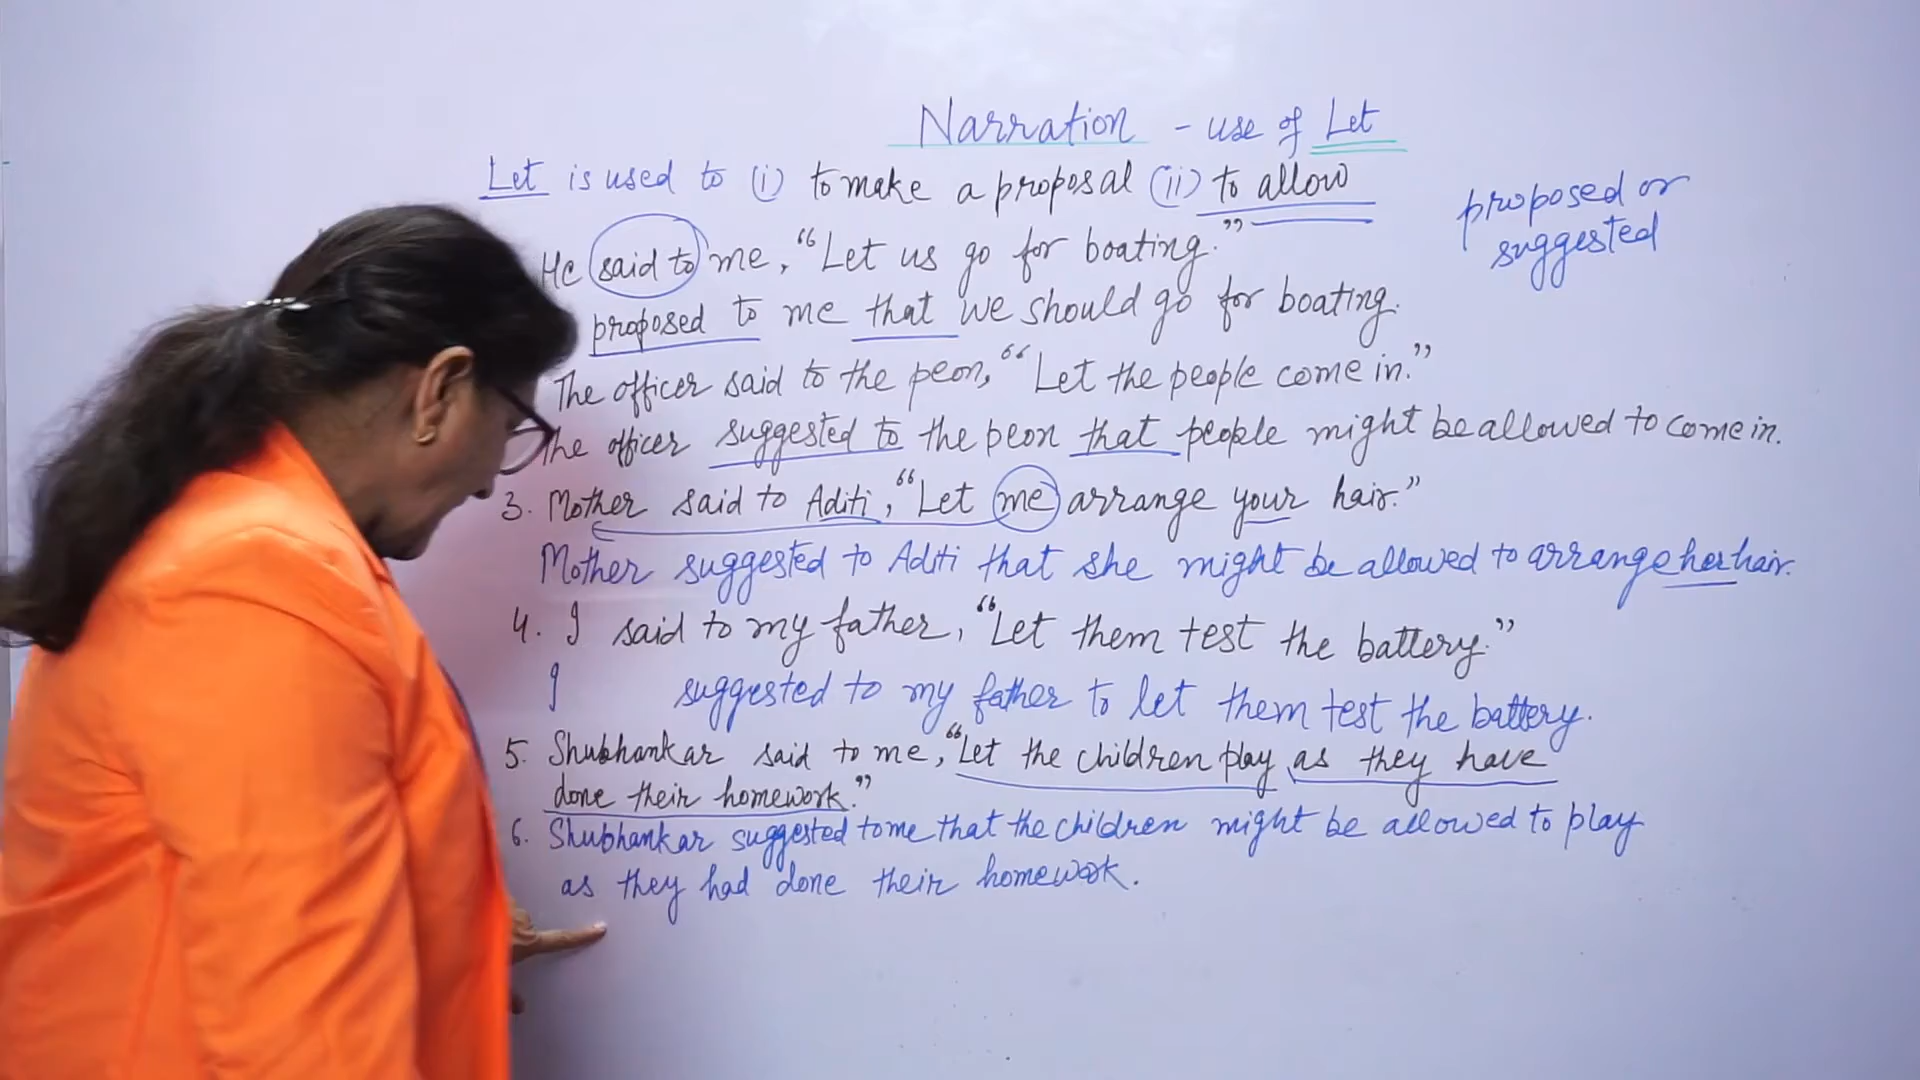 Narration - use of Let
Let is used to (i) to make a proposal (ii) to allow
proposed or
suggested
He said to me, "Let us go for boating."
proposed to me that we should go for boating.
The officer said to the peon, "Let the people come in."
The officer suggested to the peon that people might be allowed to come in.
3. Mother said to Aditi, "Let me arrange your hair."
Mother suggested to Aditi that she might be allowed to arrange her hair.
4. I said to my father, "Let them test the battery."
I suggested to my father to let them test the battery.
5. Shubhankar said to me, "Let the children play as they have
done their homework."
6. Shubhankar suggested to me that the children might be allowed to play
as they had done their homework.